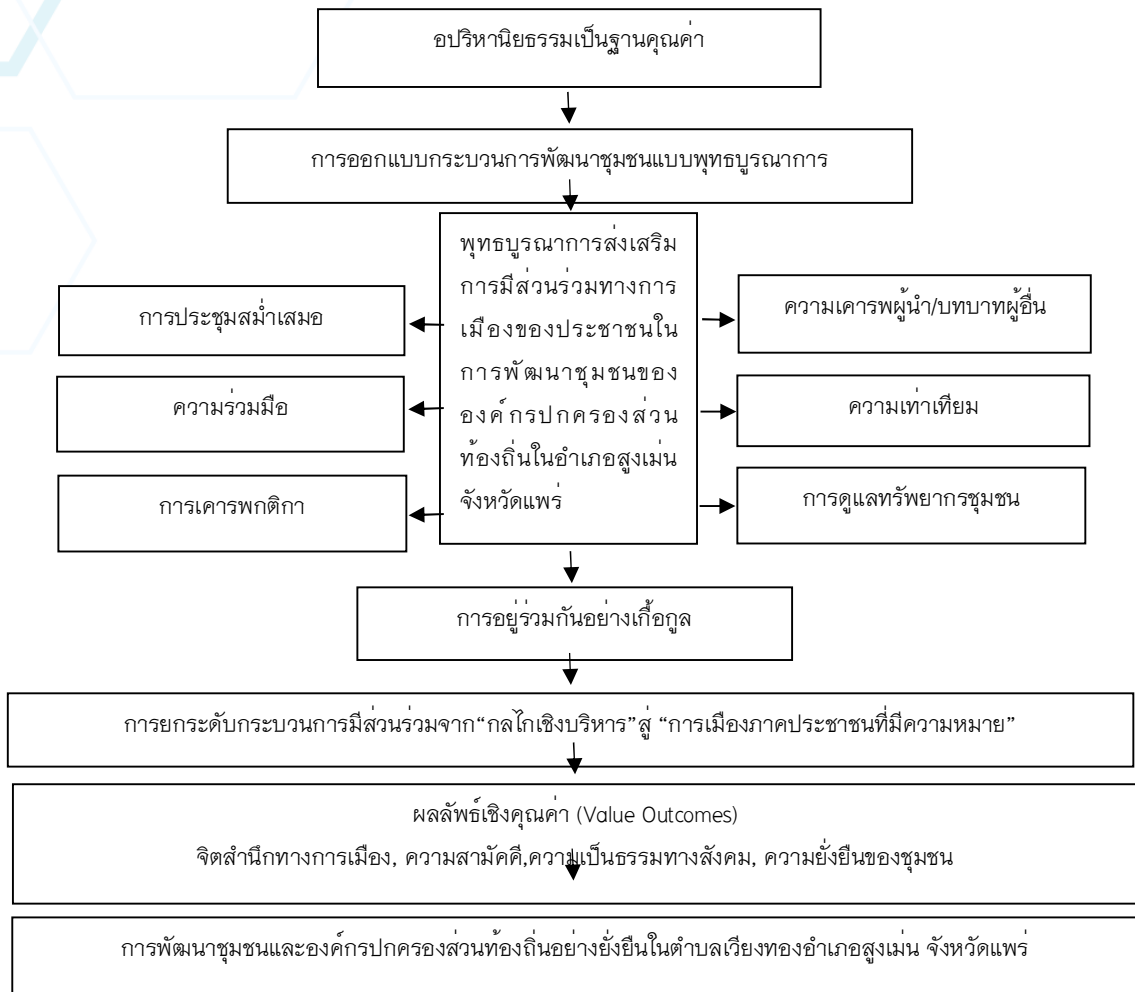 อปริหานิยธรรมเป็นฐานคุณค่า
การออกแบบกระบวนการพัฒนาชุมชนแบบพุทธบูรณาการ
พุทธบูรณาการส่งเสริม
การมีส่วนร่วมทางการ
เมืองของประชาชนใน
การพัฒนาชุมชนของ
องค์กรปกครองส่วน
ท้องถิ่นในอำเภอสูงเม่น
จังหวัดแพร่
การประชุมสม่ำเสมอ
ความร่วมมือ
การเคารพกติกา
ความเคารพผู้นำ/บทบาทผู้อื่น
ความเท่าเทียม
การดูแลทรัพยากรชุมชน
การอยู่ร่วมกันอย่างเกื้อกูล
การยกระดับกระบวนการมีส่วนร่วมจาก“กลไกเชิงบริหาร”สู่ “การเมืองภาคประชาชนที่มีความหมาย”
ผลลัพธ์เชิงคุณค่า (Value Outcomes)
จิตสำนึกทางการเมือง, ความสามัคคี,ความเป็นธรรมทางสังคม, ความยั่งยืนของชุมชน
การพัฒนาชุมชนและองค์กรปกครองส่วนท้องถิ่นอย่างยั่งยืนในตำบลเวียงทองอำเภอสูงเม่น จังหวัดแพร่